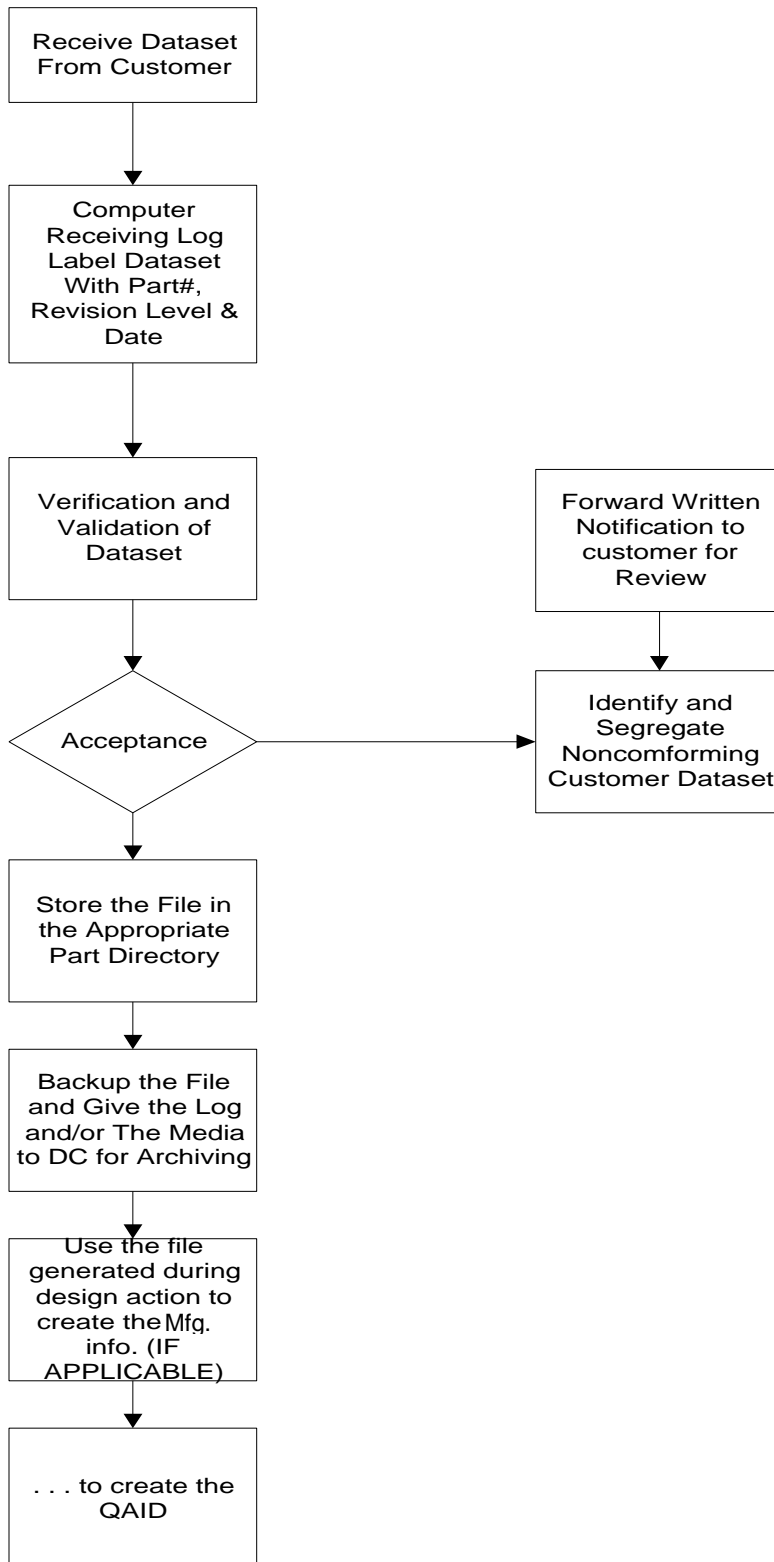 Receive Dataset
From Customer
Computer
Receiving Log
Label Dataset
With Part#,
Revision Level &
Date
Verification and
Validation of
Dataset
Forward Written
Notification to
customer for
Review
Acceptance
Identify and
Segregate
Noncomforming
Customer Dataset
Store the File in
the Appropriate
Part Directory
Backup the File
and Give the Log
and/or The Media
to DC for Archiving
Use the file
generated during
design action to
create the Mfg.
info. (IF
APPLICABLE)
. . . to create the
QAID